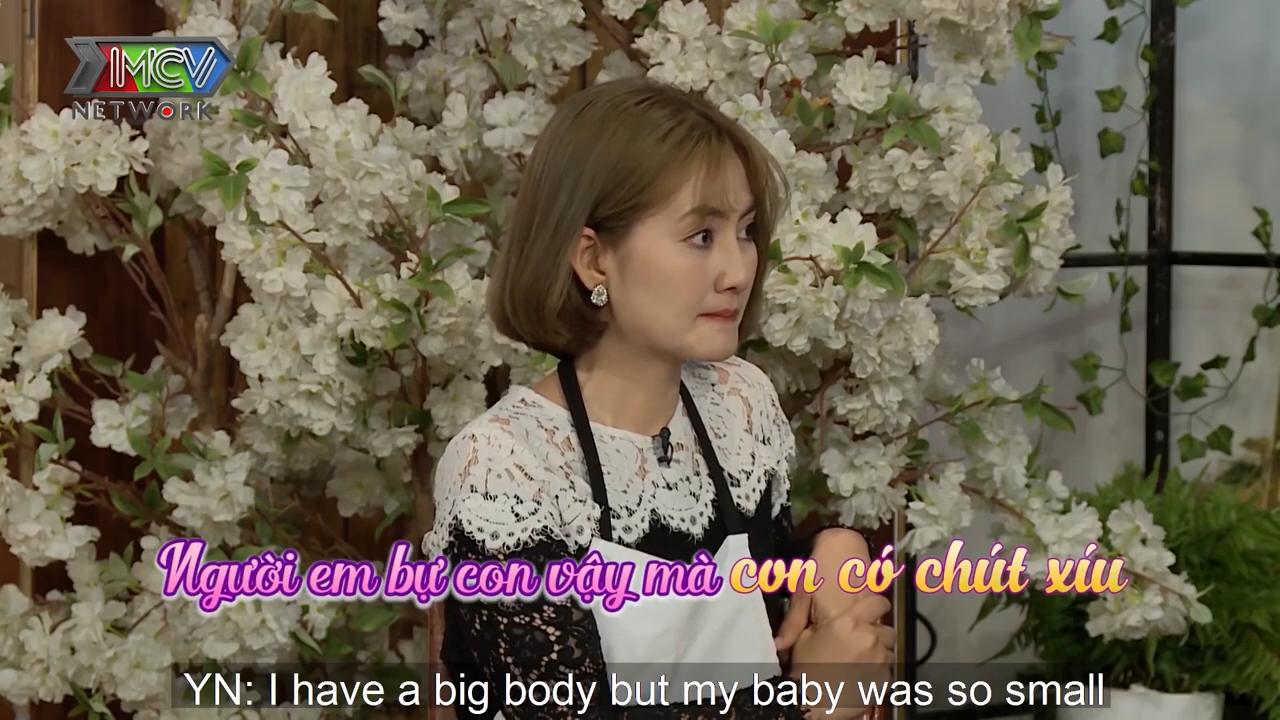 MCV
NETWORK
Người em bự con vậy mà con có chút xíu
YN: I have a big body but my baby was so small